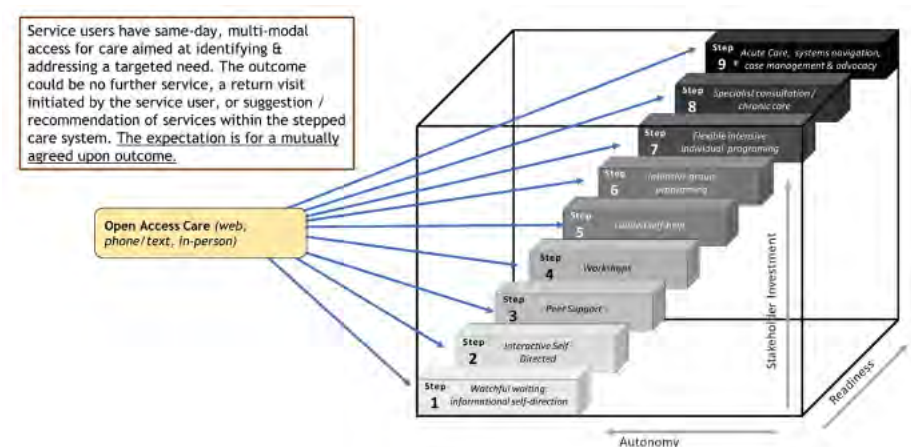 Service users have same-day, multi-modal
access for care aimed at identifying &
addressing a targeted need. The outcome
could be no further service, a return visit
initiated by the service user, or suggestion /
recommendation of services within the stepped
care system. The expectation is for a mutually
agreed upon outcome.
Open Access Care (web,
phone/text, in-person)
Step
9 *
Acute Care, systems navigation,
case management & advocacy
Step
8
Specialist consultation /
chronic care
Step
7
Flexible intensive
individual programing
Step
6
Intensive group
programming
Step
5
Guided self-help
Step
4
Workshops
Step
3
Peer Support
Step
2
Interactive Self-
Directed
Step
1
Watchful waiting:
informational self-direction
Stakeholder Investment
Readiness
Autonomy